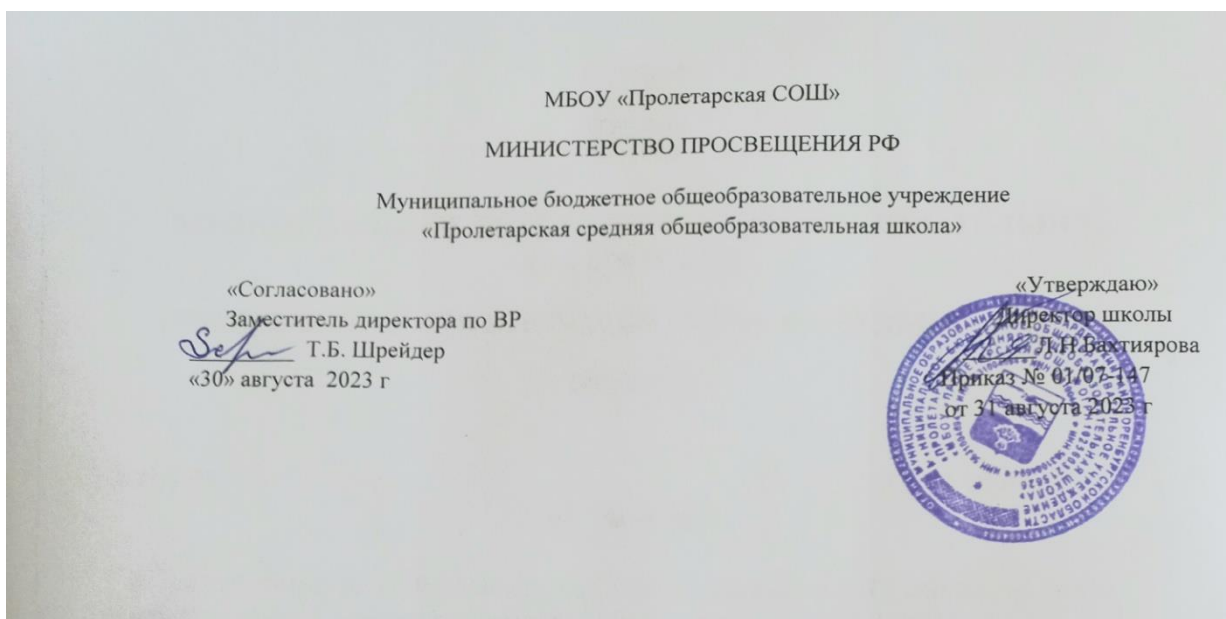 МБОУ «Пролетарская СОШ»
МИНИСТЕРСТВО ПРОСВЕЩЕНИЯ РФ
Муниципальное бюджетное общеобразовательное учреждение
«Пролетарская средняя общеобразовательная школа»
«Согласовано»
Заместитель директора по ВР
Т.Б. Шрейдер
«30» августа 2023 г
«Утверждаю»
Директор школы
Л.Н.Бахтиярова
Приказ № 01/07-147
от 31 августа 2023 г